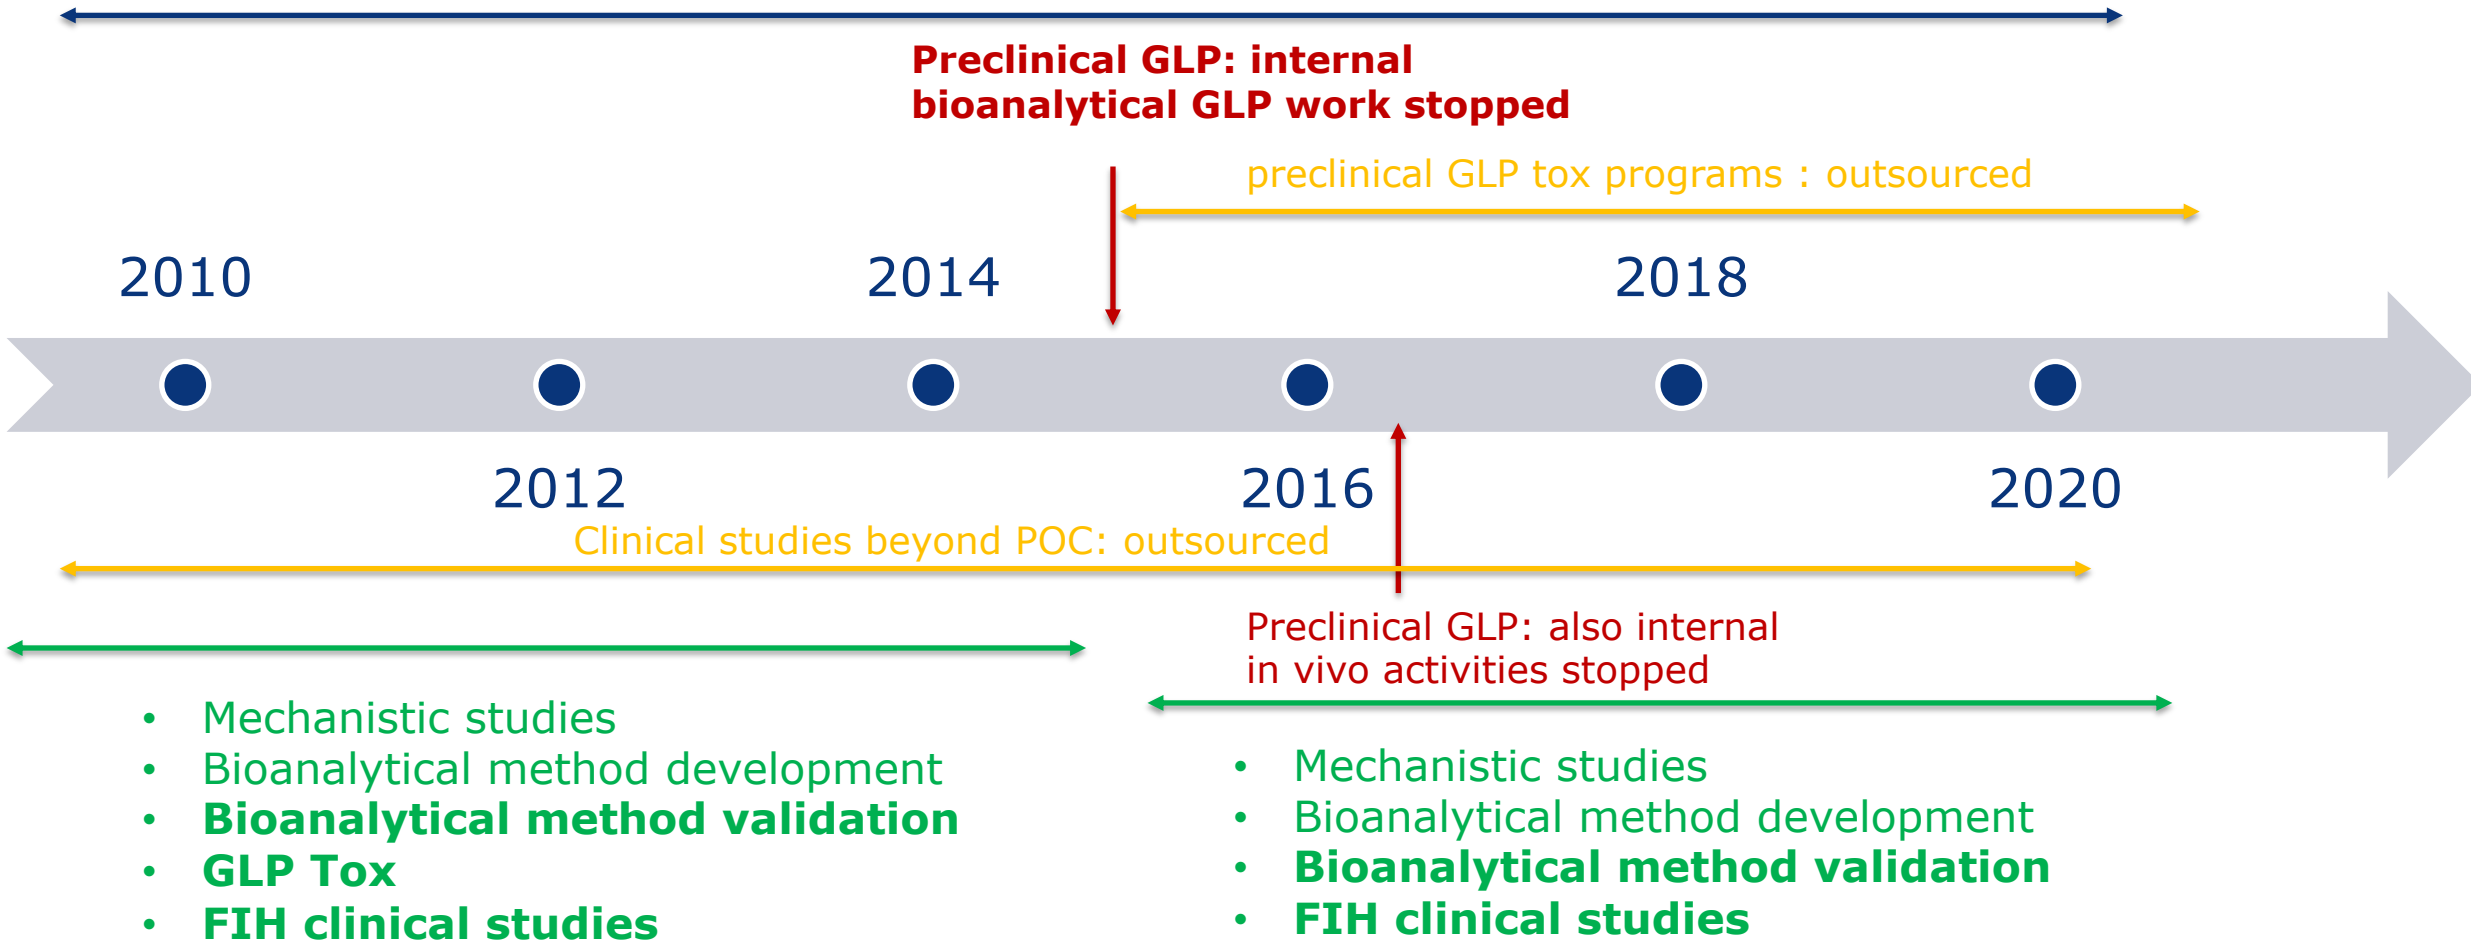 Preclinical GLP: internal
bioanalytical GLP work stopped
preclinical GLP tox programs : outsourced
2010
2014
2018
2012
2016
2020
Clinical studies beyond POC: outsourced
Preclinical GLP: also internal
in vivo activities stopped
• Mechanistic studies
• Bioanalytical method development
• Bioanalytical method validation
• GLP Tox
• FIH clinical studies
• Mechanistic studies
• Bioanalytical method development
• Bioanalytical method validation
• FIH clinical studies